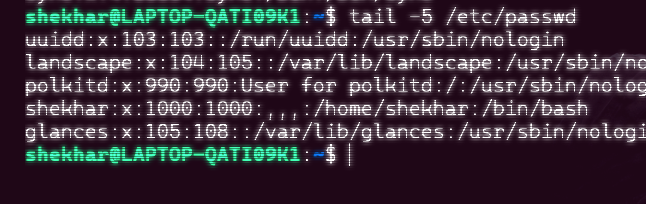 shekhar@LAPTOP-QATI09K1:~$ tail -5 /etc/passwd
uuidd:x:103:103::/run/uuidd:/usr/sbin/nologin
landscape:x:104:105::/var/lib/landscape:/usr/sbin/no
polkitd:x:990:990:User for polkitd:/:/usr/sbin/nolog
shekhar:x:1000:1000:,,,:/home/shekhar:/bin/bash
glances:x:105:108::/var/lib/glances:/usr/sbin/nologi
shekhar@LAPTOP-QATI09K1:~$